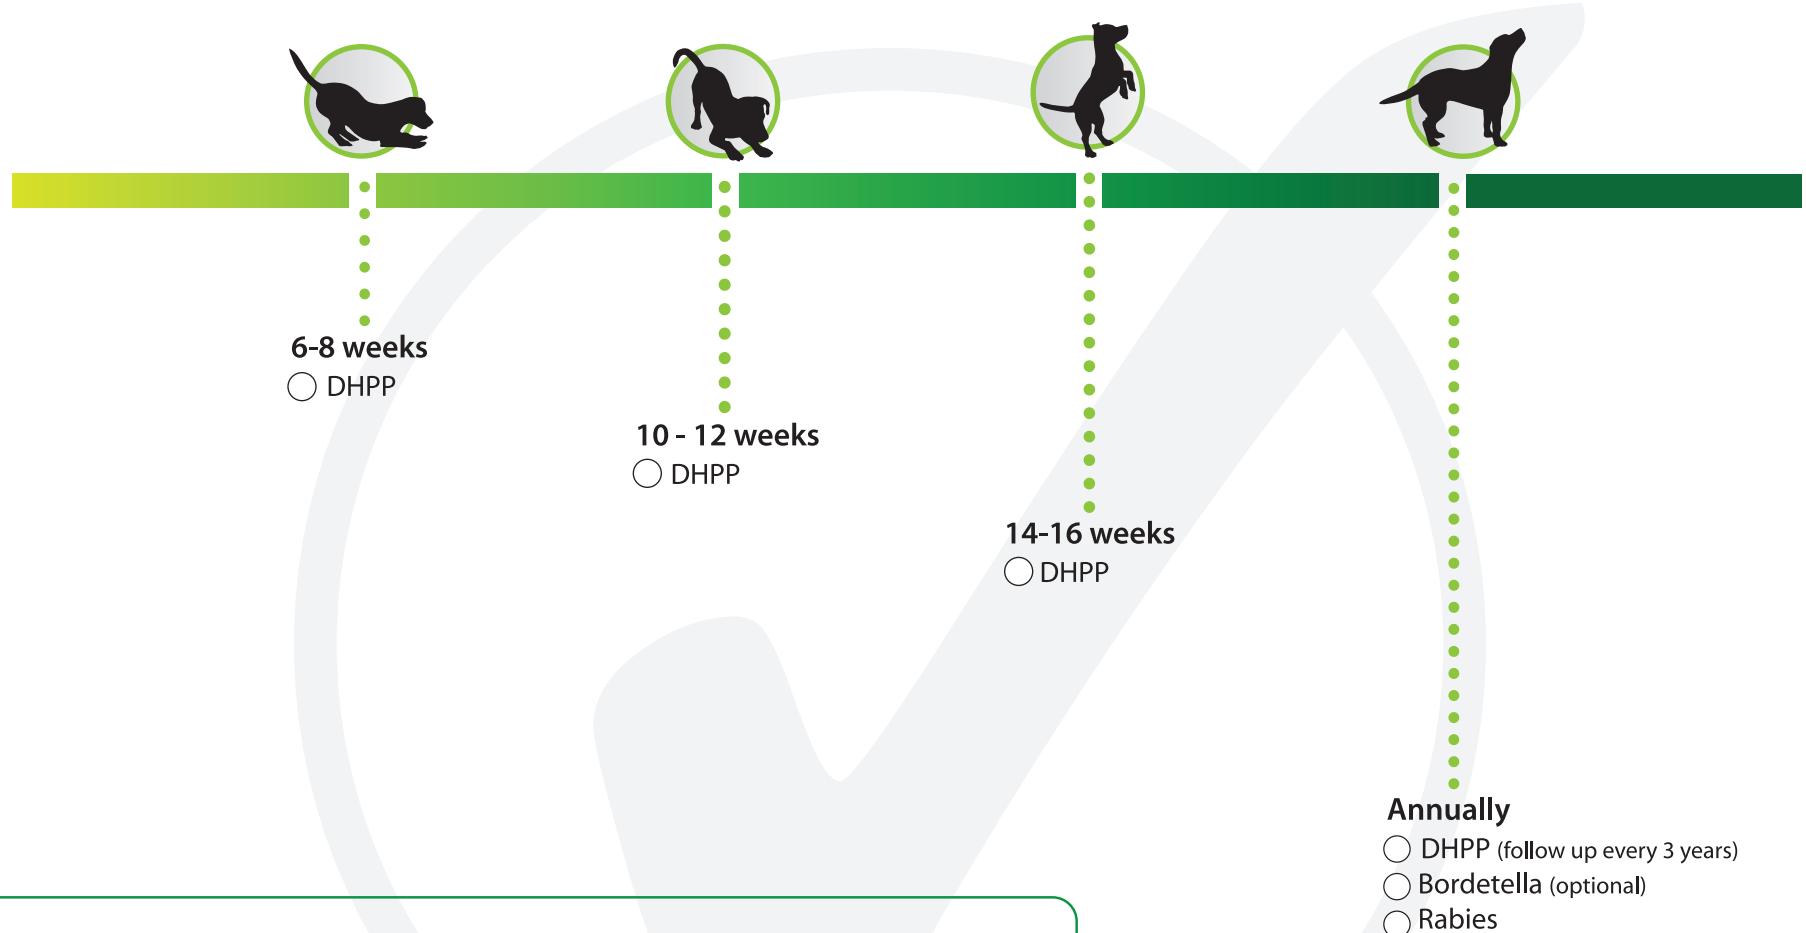 6-8 weeks
DHPP
10 - 12 weeks
DHPP
14-16 weeks
DHPP
Annually
DHPP (follow up every 3 years)
Bordetella (optional)
Rabies